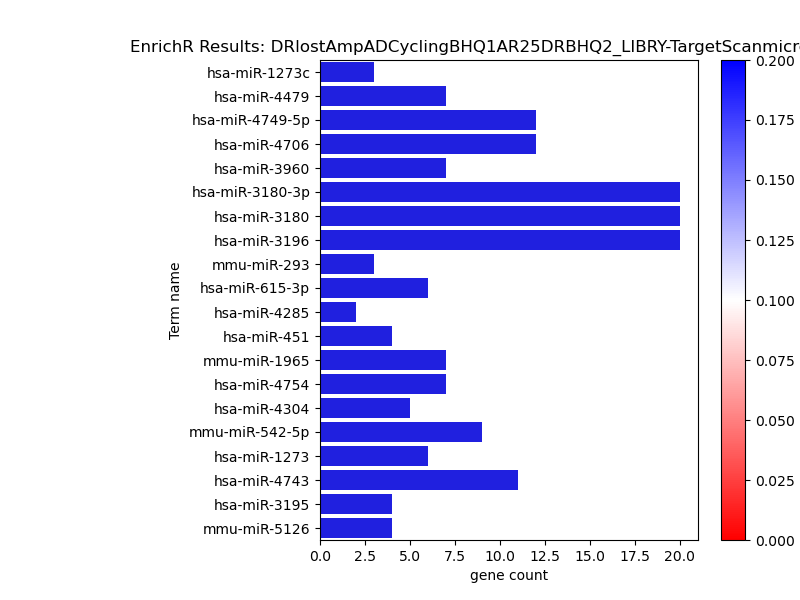 EnrichR Results: DRlostAmpADCyclingBHQ1AR25DRBHQ2_LIBRY-TargetScanmicr
hsa-miR-1273c
hsa-miR-4479
hsa-miR-4749-5p
hsa-miR-4706
hsa-miR-3960
hsa-miR-3180-3p
hsa-miR-3180
hsa-miR-3196
mmu-miR-293
hsa-miR-615-3p
hsa-miR-4285
hsa-miR-451
mmu-miR-1965
hsa-miR-4754
hsa-miR-4304
mmu-miR-542-5p
hsa-miR-1273
hsa-miR-4743
hsa-miR-3195
mmu-miR-5126
Term name
0.0 2.5 5.0 7.5 10.0 12.5 15.0 17.5 20.0
gene count
0.200
0.175
0.150
0.125
0.100
0.075
0.050
0.025
0.000